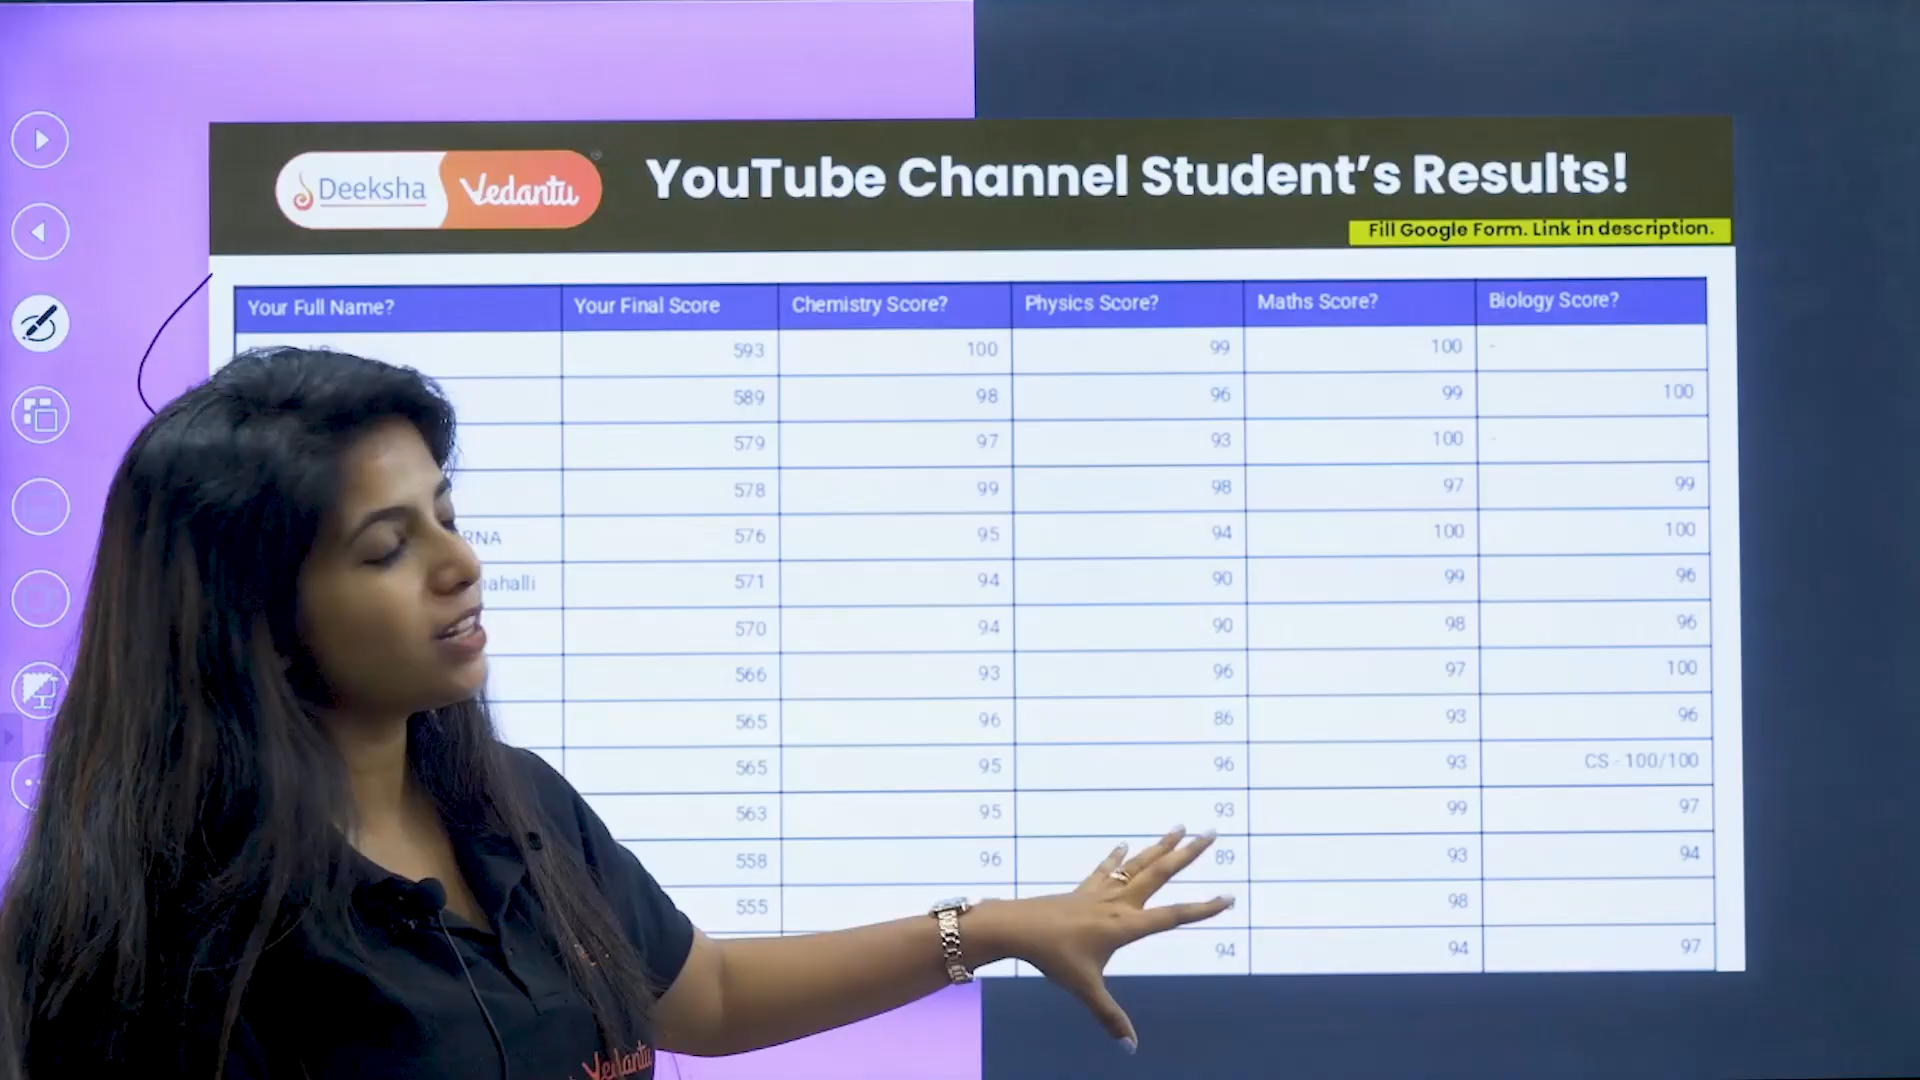 Deeksha Vedantu
YouTube Channel Student's Results!
Fill Google Form. Link in description.
Your Full Name? Your Final Score Chemistry Score? Physics Score? Maths Score? Biology Score?
593 100 99 100 -
589 98 96 99 100
579 97 93 100 -
578 99 98 97 99
RNA 576 95 94 100 100
ahalli 571 94 90 99 96
570 94 90 98 96
566 93 96 97 100
565 96 86 93 96
565 95 96 93 CS - 100/100
563 95 93 99 97
558 96 89 93 94
555 98
94 94 97
Vedantu